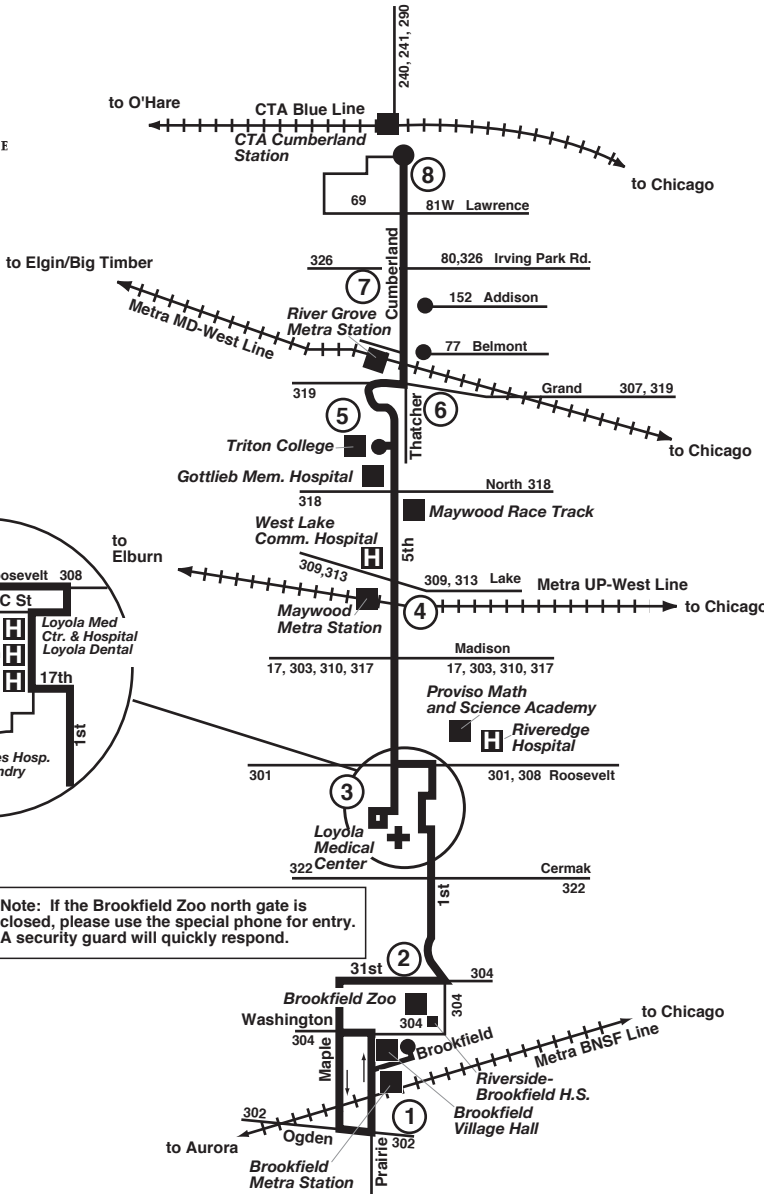 240, 241, 290
to O'Hare
CTA Blue Line
E
CTA Cumberland
Station
to Chicago
8
69
81W Lawrence
Cumberland
to Elgin/Big Timber
326
80,326 Irving Park Rd.
7
152 Addison
River Grove
Metra Station
Metra MD-West Line
77 Belmont
319
Grand 307, 319
5
6
Thatcher
Triton College
to Chicago
Gottlieb Mem. Hospital
North 318
318
Maywood Race Track
West Lake
Comm. Hospital
H
5th
to
Elburn
309,313
309, 313 Lake
Metra UP-West Line
to Chicago
Maywood
Metra Station
4
osevelt 308
C St
H
H
H
Loyola Med
Ctr. & Hospital
Loyola Dental
17th
1st
es Hosp.
ndry
Madison
17, 303, 310, 317
17, 303, 310, 317
Proviso Math
and Science Academy
H
Riveredge
Hospital
301
301, 308 Roosevelt
3
Loyola
Medical
Center
322
Cermak
322
1st
Note: If the Brookfield Zoo north gate is
closed, please use the special phone for entry.
A security guard will quickly respond.
2
31st
304
Brookfield Zoo
304
304
Washington
304
to Chicago
Maple
Brookfield
Metra BNSF Line
Riverside-
Brookfield H.S.
Brookfield
Village Hall
1
302
Ogden
302
to Aurora
Prairie
Brookfield
Metra Station